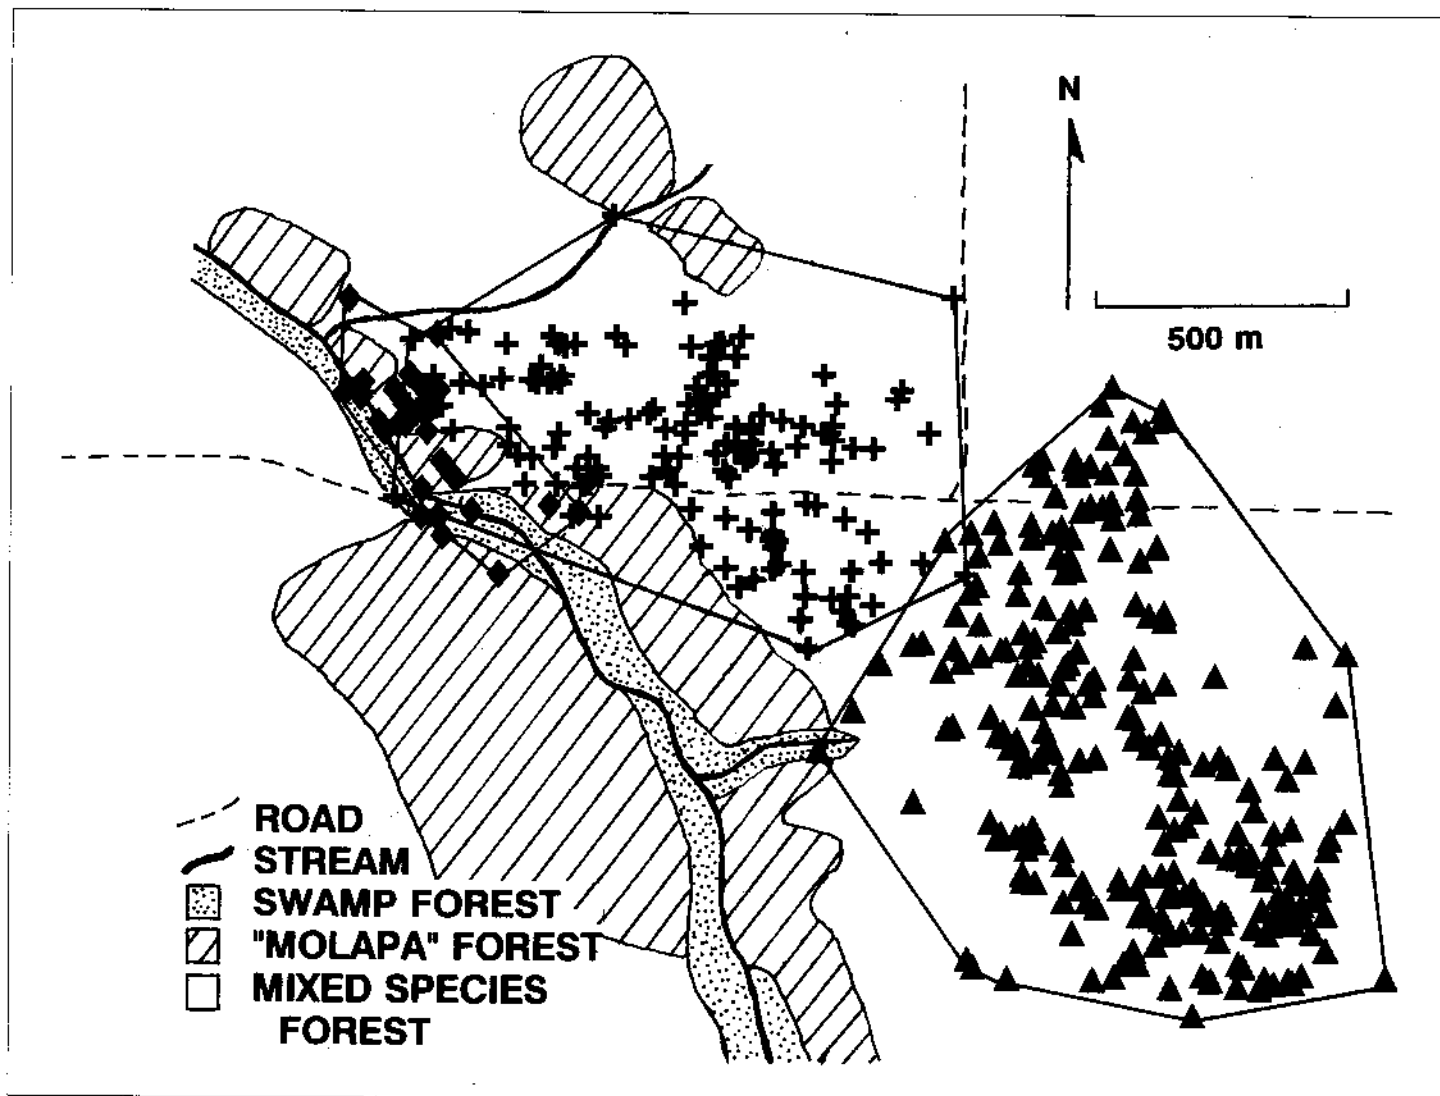 N
500 m
ROAD
STREAM
SWAMP FOREST
"MOLAPA" FOREST
MIXED SPECIES
FOREST